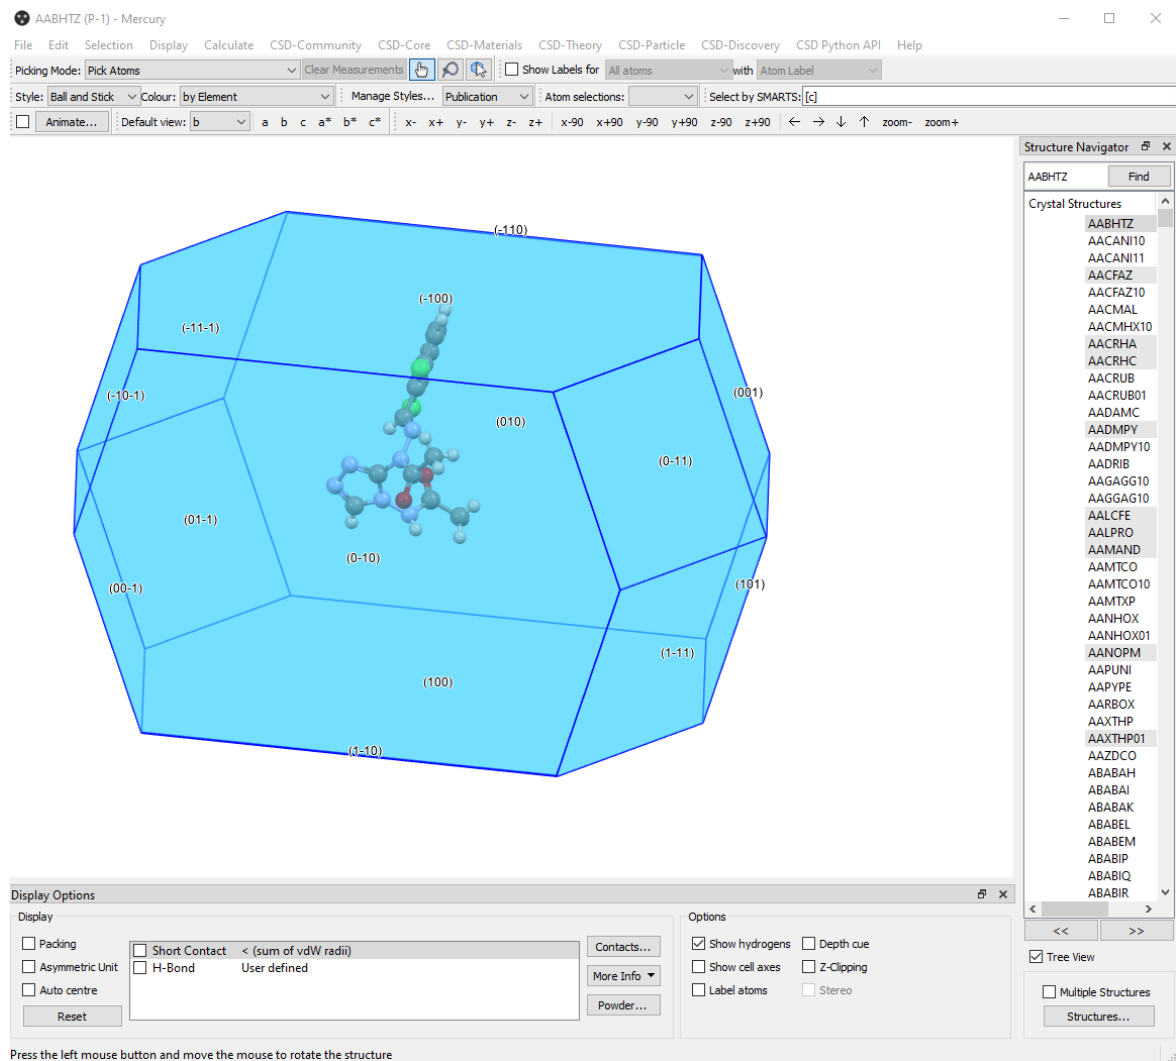 AABHTZ (P-1) - Mercury
File Edit Selection Display Calculate CSD-Community CSD-Core CSD-Materials CSD-Theory CSD-Particle CSD-Discovery CSD Python API Help
Picking Mode: Pick Atoms Clear Measurements Show Labels for All atoms with Atom Label
Style: Ball and Stick Colour: by Element Manage Styles... Publication Atom selections: Select by SMARTS: [c]
Animate... Default view: b a b c a* b* c* x- x+ y- y+ z- z+ x-90 x+90 y-90 y+90 z-90 z+90 ← → ↓ ↑ zoom- zoom+
(-110)
(-100)
(-11-1)
(-10-1)
(001)
(010)
(0-11)
(01-1)
(0-10)
(00-1)
(101)
(1-11)
(100)
(1-10)
Structure Navigator
AABHTZ Find
Crystal Structures
AABHTZ
AACANI10
AACANI11
AACFAZ
AACFAZ10
AACMAL
AACMHX10
AACRHA
AACRHC
AACRUB
AACRUB01
AADAMC
AADMPY
AADMPY10
AADRIB
AAGAGG10
AAGGAG10
AALCFE
AALPRO
AAMAND
AAMTCO
AAMTCO10
AAMTXP
AANHOX
AANHOX01
AANOPM
AAPUNI
AAPYPE
AARBOX
AAXTHP
AAXTHP01
AAZDCO
ABABAH
ABABAI
ABABAK
ABABEL
ABABEM
ABABIP
ABABIQ
ABABIR
<< >>
Tree View
Multiple Structures
Structures...
Display Options
Display
Packing
Asymmetric Unit
Auto centre
Reset
Short Contact < (sum of vdW radii)
H-Bond User defined
Contacts...
More Info
Powder...
Options
Show hydrogens Depth cue
Show cell axes Z-Clipping
Label atoms Stereo
Press the left mouse button and move the mouse to rotate the structure